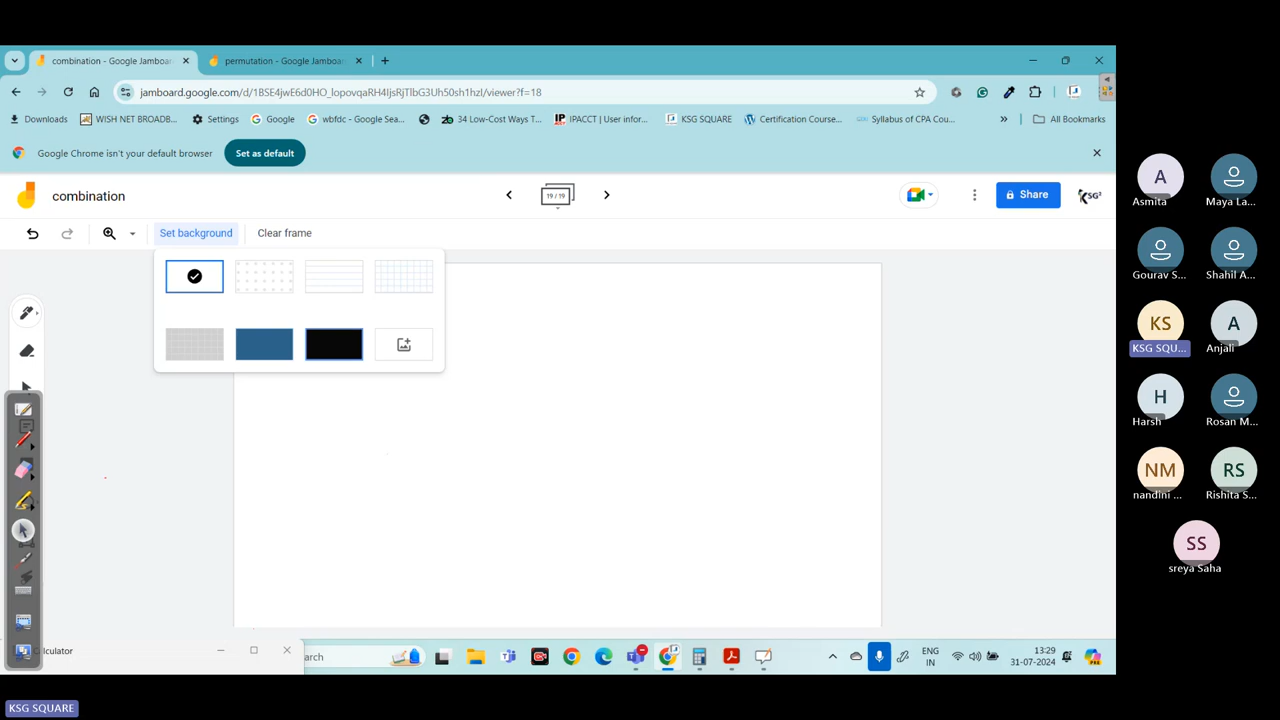 combination - Google Jamboar
permutation - Google Jamboar
jamboard.google.com/d/1BSE4jwE6d0HO_lopovqaRH4ljsRjTlbG3Uh50sh1hzI/viewer?f=18
Downloads
WISH NET BROADB...
Settings
Google
wbfdc - Google Sea...
34 Low-Cost Ways T...
IPACCT | User infor...
KSG SQUARE
Certification Course...
Syllabus of CPA Cou...
»
All Bookmarks
Google Chrome isn't your default browser
Set as default
combination
19 / 19
Share
KSG²
Set background
Clear frame
A
Asmita
Maya La...
Gourav S...
Shahil A...
KS
KSG SQU...
A
Anjali
H
Harsh
Rosan M...
NM
nandini ...
RS
Rishita S...
SS
sreya Saha
lculator
arch
ENG
IN
13:29
31-07-2024
KSG SQUARE